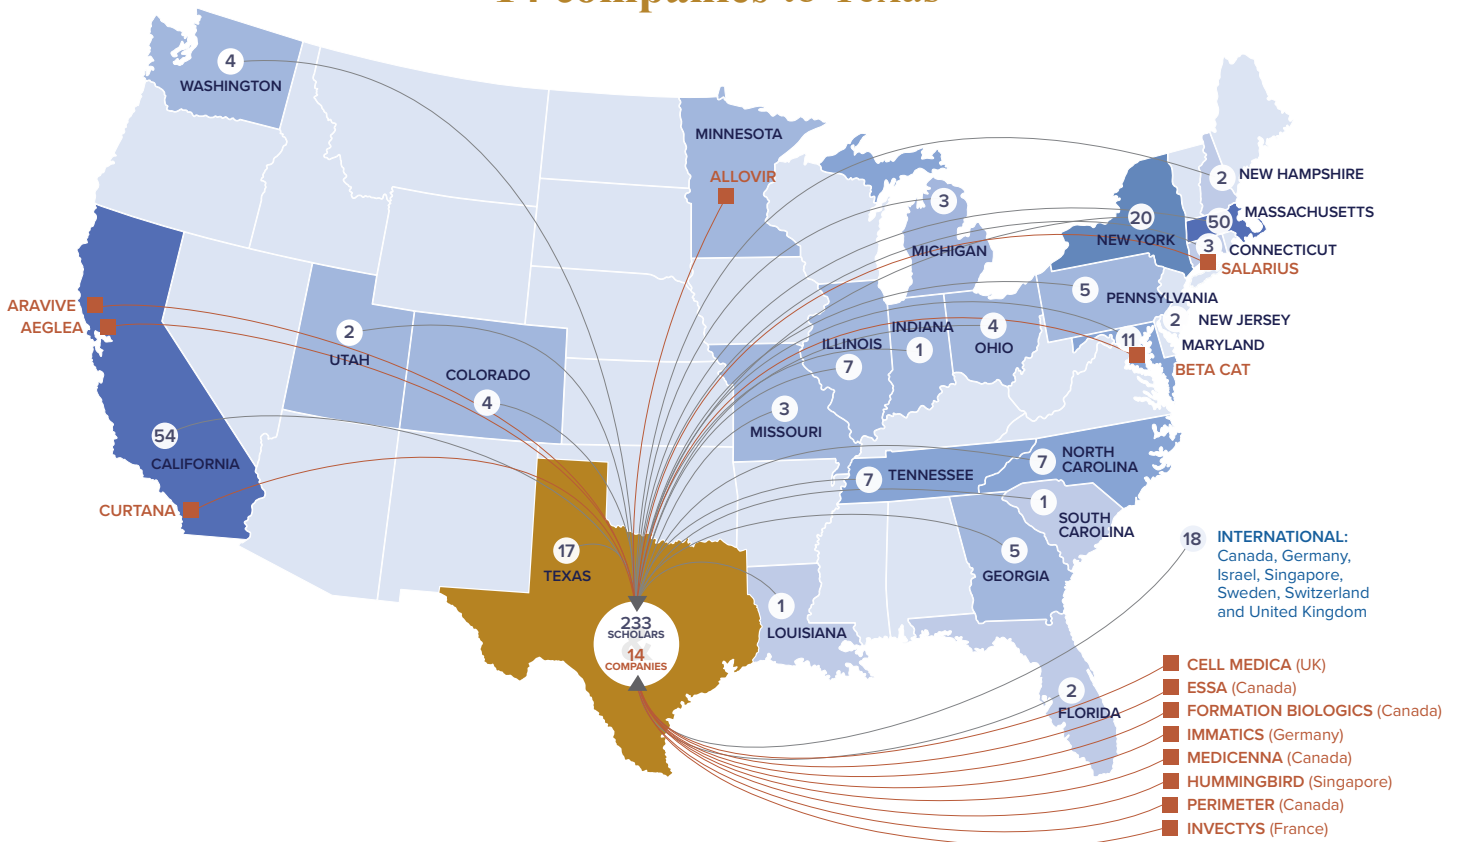 14 companies to Texas
4
WASHINGTON
MINNESOTA
ALLOVIR
3
MICHIGAN
2
NEW HAMPSHIRE
20
NEW YORK
50
MASSACHUSETTS
3
CONNECTICUT
SALARIUS
ARAVIVE
AEGLEA
2
UTAH
COLORADO
4
5
PENNSYLVANIA
2
NEW JERSEY
11
MARYLAND
BETA CAT
ILLINOIS
7
INDIANA
1
4
OHIO
3
MISSOURI
54
CALIFORNIA
CURTANA
7
TENNESSEE
7
NORTH
CAROLINA
1
SOUTH
CAROLINA
17
TEXAS
5
GEORGIA
1
LOUISIANA
233
SCHOLARS
&
14
COMPANIES
2
FLORIDA
18
INTERNATIONAL:
Canada, Germany,
Israel, Singapore,
Sweden, Switzerland
and United Kingdom
CELL MEDICA (UK)
ESSA (Canada)
FORMATION BIOLOGICS (Canada)
IMMATICS (Germany)
MEDICENNA (Canada)
HUMMINGBIRD (Singapore)
PERIMETER (Canada)
INVECTYS (France)